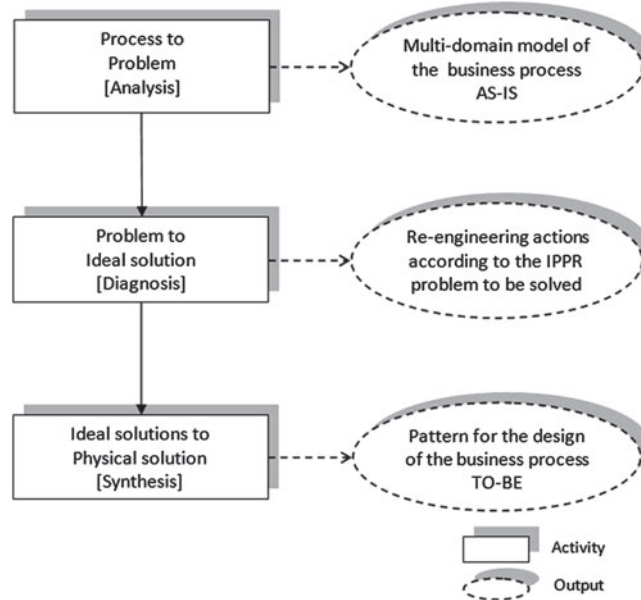 Process to
Problem
[Analysis]
Multi-domain model of
the business process
AS-IS
Problem to
Ideal solution
[Diagnosis]
Re-engineering actions
according to the IPPR
problem to be solved
Ideal solutions to
Physical solution
[Synthesis]
Pattern for the design
of the business process
TO-BE
Activity
Output